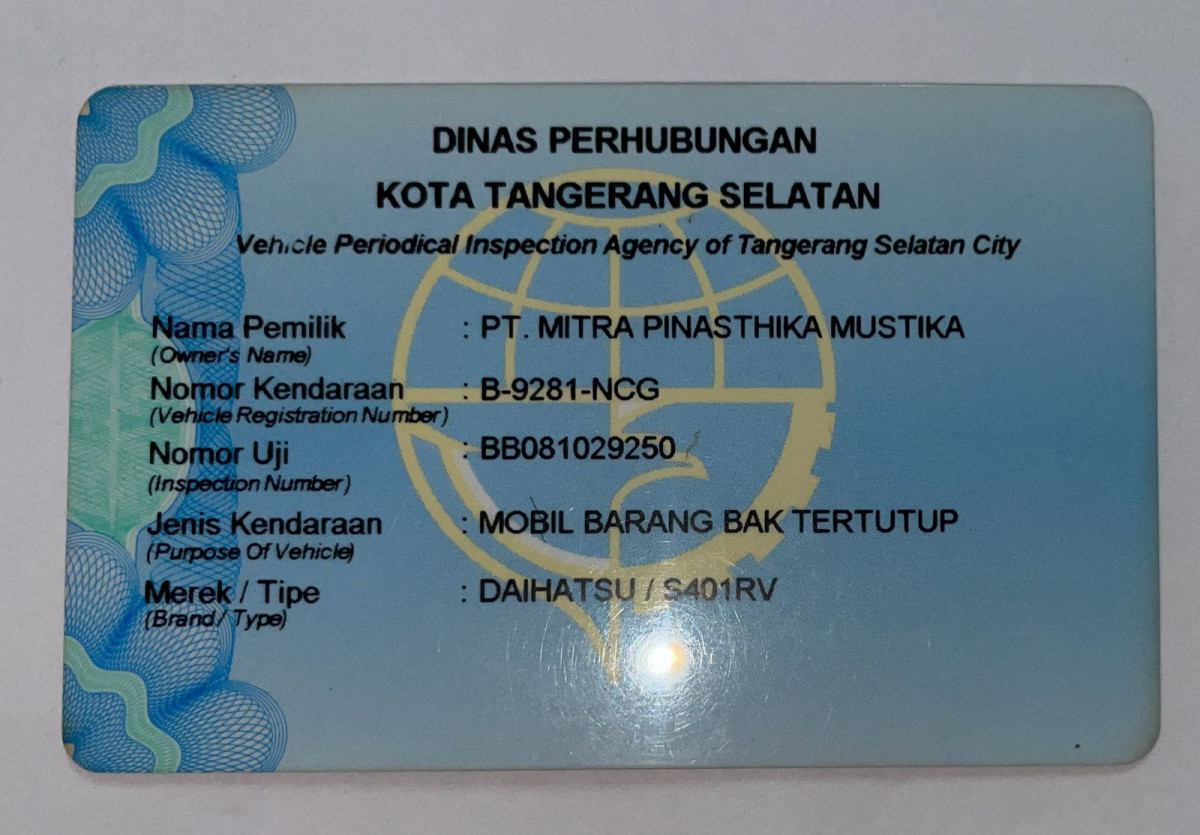 DINAS PERHUBUNGAN
KOTA TANGERANG SELATAN
Vehicle Periodical Inspection Agency of Tangerang Selatan City
Nama Pemilik : PT. MITRA PINASTHIKA MUSTIKA
(Owner's Name)
Nomor Kendaraan : B-9281-NCG
(Vehicle Registration Number)
Nomor Uji : BB081029250
(Inspection Number)
Jenis Kendaraan : MOBIL BARANG BAK TERTUTUP
(Purpose Of Vehicle)
Merek / Tipe : DAIHATSU / S401RV
(Brand / Type)